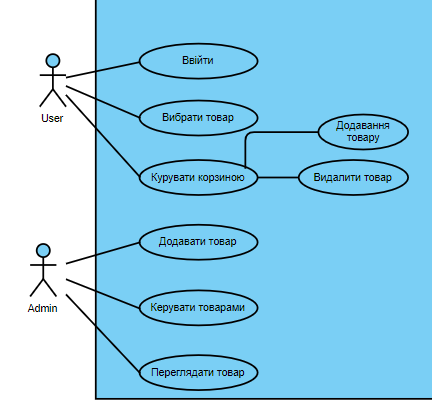 Ввійти
User
Вибрати товар
Додавання
товару
Курувати корзиною
Видалити товар
Додавати товар
Admin
Керувати товарами
Переглядати товар